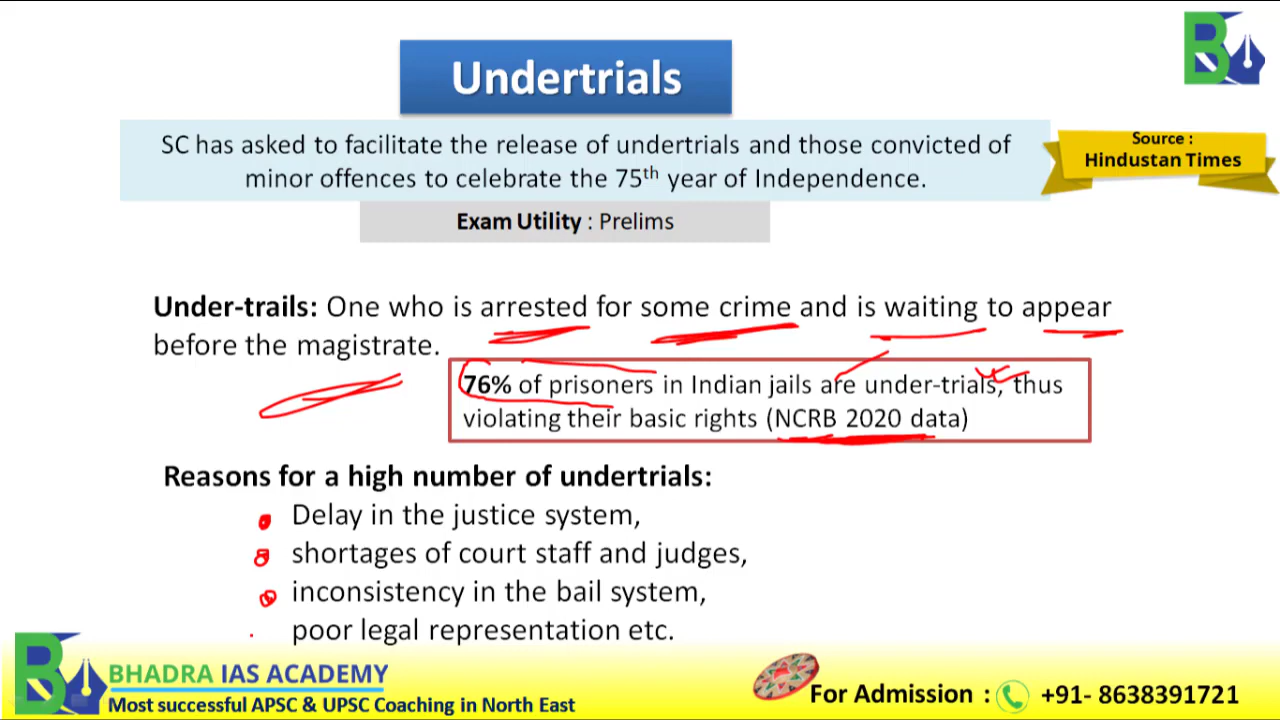 Undertrials
SC has asked to facilitate the release of undertrials and those convicted of
minor offences to celebrate the 75th year of Independence.
Source :
Hindustan Times
Exam Utility : Prelims
Under-trails: One who is arrested for some crime and is waiting to appear
before the magistrate.
76% of prisoners in Indian jails are under-trials, thus
violating their basic rights (NCRB 2020 data)
Reasons for a high number of undertrials:
Delay in the justice system,
shortages of court staff and judges,
inconsistency in the bail system,
poor legal representation etc.
BHADRA IAS ACADEMY
Most successful APSC & UPSC Coaching in North East
For Admission : +91- 8638391721